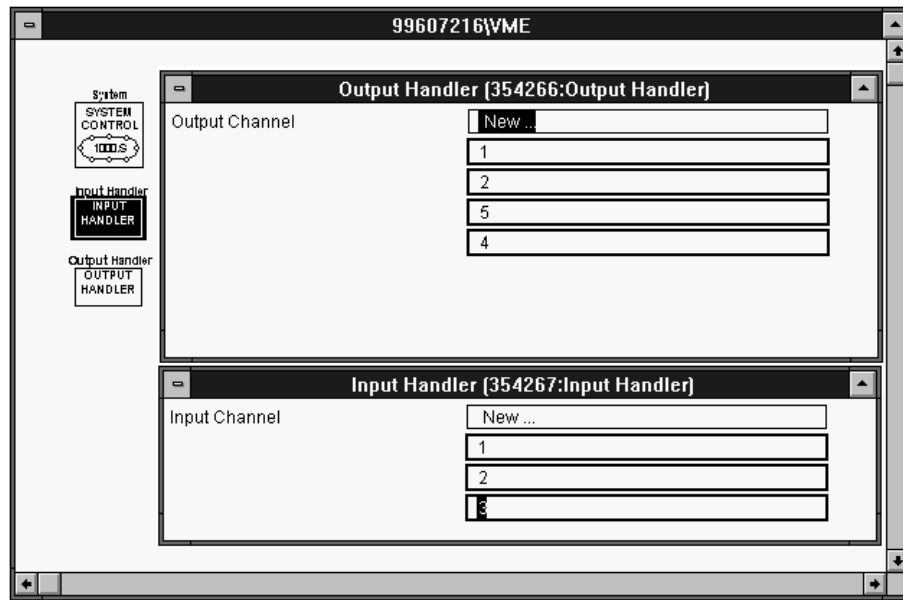 99607216\VME
System
SYSTEM
CONTROL
1000.S
Input Handler
INPUT
HANDLER
Output Handler
OUTPUT
HANDLER
Output Handler (354266:Output Handler)
Output Channel
New ...
1
2
5
4
Input Handler (354267:Input Handler)
Input Channel
New ...
1
2
3